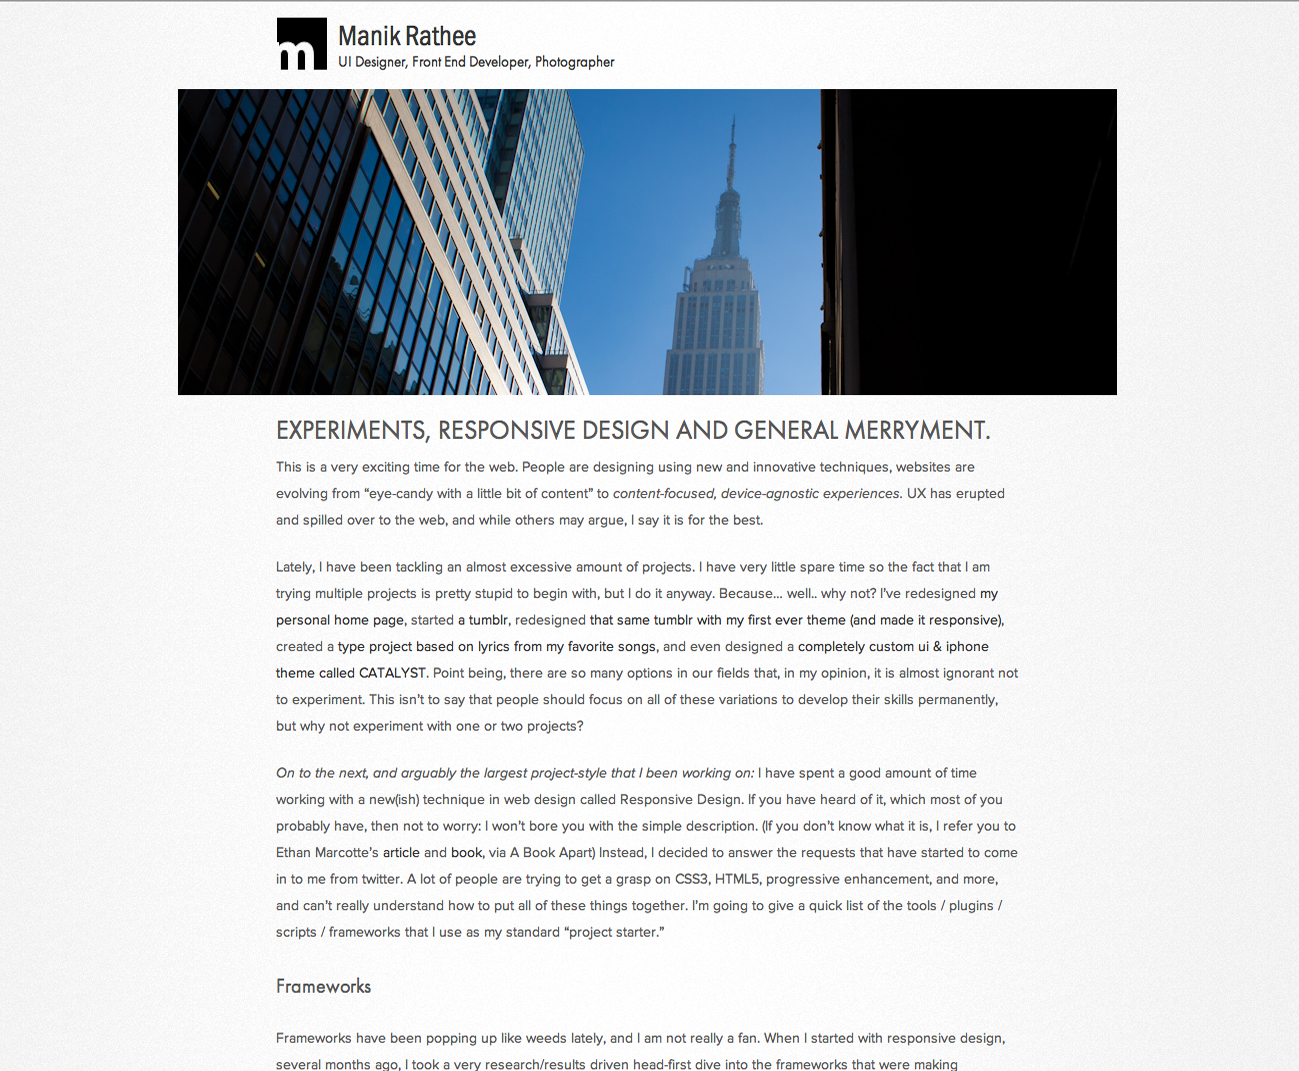 m
Manik Rathee
UI Designer, Front End Developer, Photographer
EXPERIMENTS, RESPONSIVE DESIGN AND GENERAL MERRYMENT.
This is a very exciting time for the web. People are designing using new and innovative techniques, websites are
evolving from “eye-candy with a little bit of content” to content-focused, device-agnostic experiences. UX has erupted
and spilled over to the web, and while others may argue, I say it is for the best.
Lately, I have been tackling an almost excessive amount of projects. I have very little spare time so the fact that I am
trying multiple projects is pretty stupid to begin with, but I do it anyway. Because... well.. why not? I’ve redesigned my
personal home page, started a tumblr, redesigned that same tumblr with my first ever theme (and made it responsive),
created a type project based on lyrics from my favorite songs, and even designed a completely custom ui & iphone
theme called CATALYST. Point being, there are so many options in our fields that, in my opinion, it is almost ignorant not
to experiment. This isn’t to say that people should focus on all of these variations to develop their skills permanently,
but why not experiment with one or two projects?
On to the next, and arguably the largest project-style that I been working on: I have spent a good amount of time
working with a new(ish) technique in web design called Responsive Design. If you have heard of it, which most of you
probably have, then not to worry: I won’t bore you with the simple description. (If you don’t know what it is, I refer you to
Ethan Marcotte’s article and book, via A Book Apart) Instead, I decided to answer the requests that have started to come
in to me from twitter. A lot of people are trying to get a grasp on CSS3, HTML5, progressive enhancement, and more,
and can’t really understand how to put all of these things together. I’m going to give a quick list of the tools / plugins /
scripts / frameworks that I use as my standard “project starter.”
Frameworks
Frameworks have been popping up like weeds lately, and I am not really a fan. When I started with responsive design,
several months ago, I took a very research/results driven head-first dive into the frameworks that were making